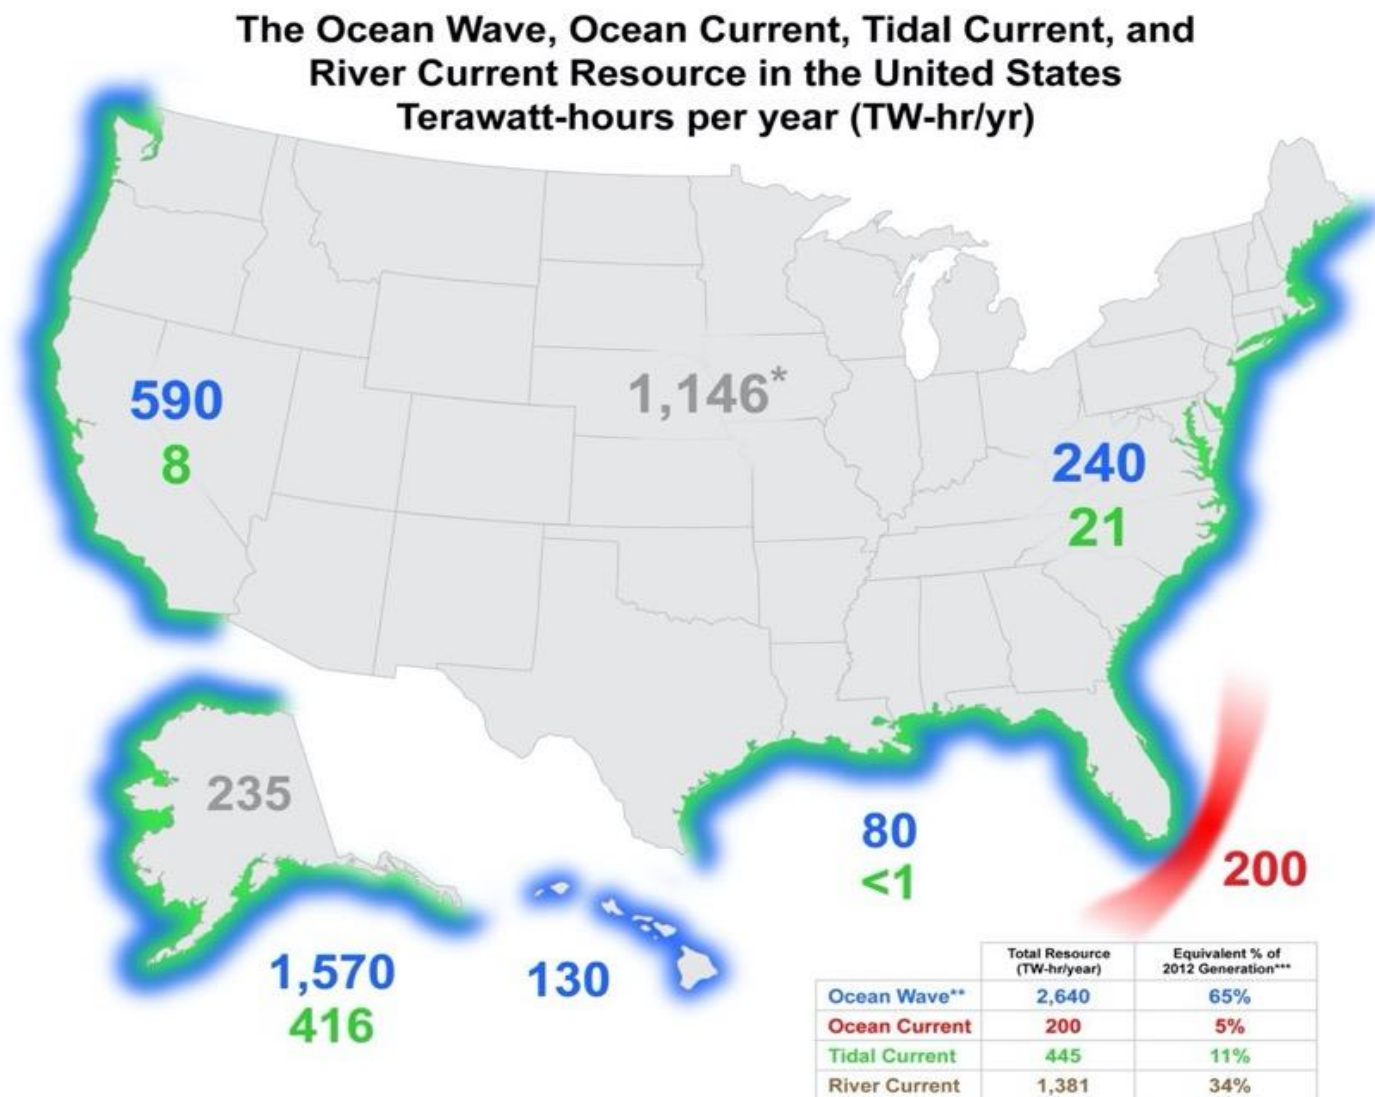 The Ocean Wave, Ocean Current, Tidal Current, and
River Current Resource in the United States
Terawatt-hours per year (TW-hr/yr)
590
8
1,146*
240
21
235
80
<1
200
1,570
416
130
Total Resource
(TW-hr/year)
Equivalent % of
2012 Generation***
Ocean Wave** 2,640 65%
Ocean Current 200 5%
Tidal Current 445 11%
River Current 1,381 34%